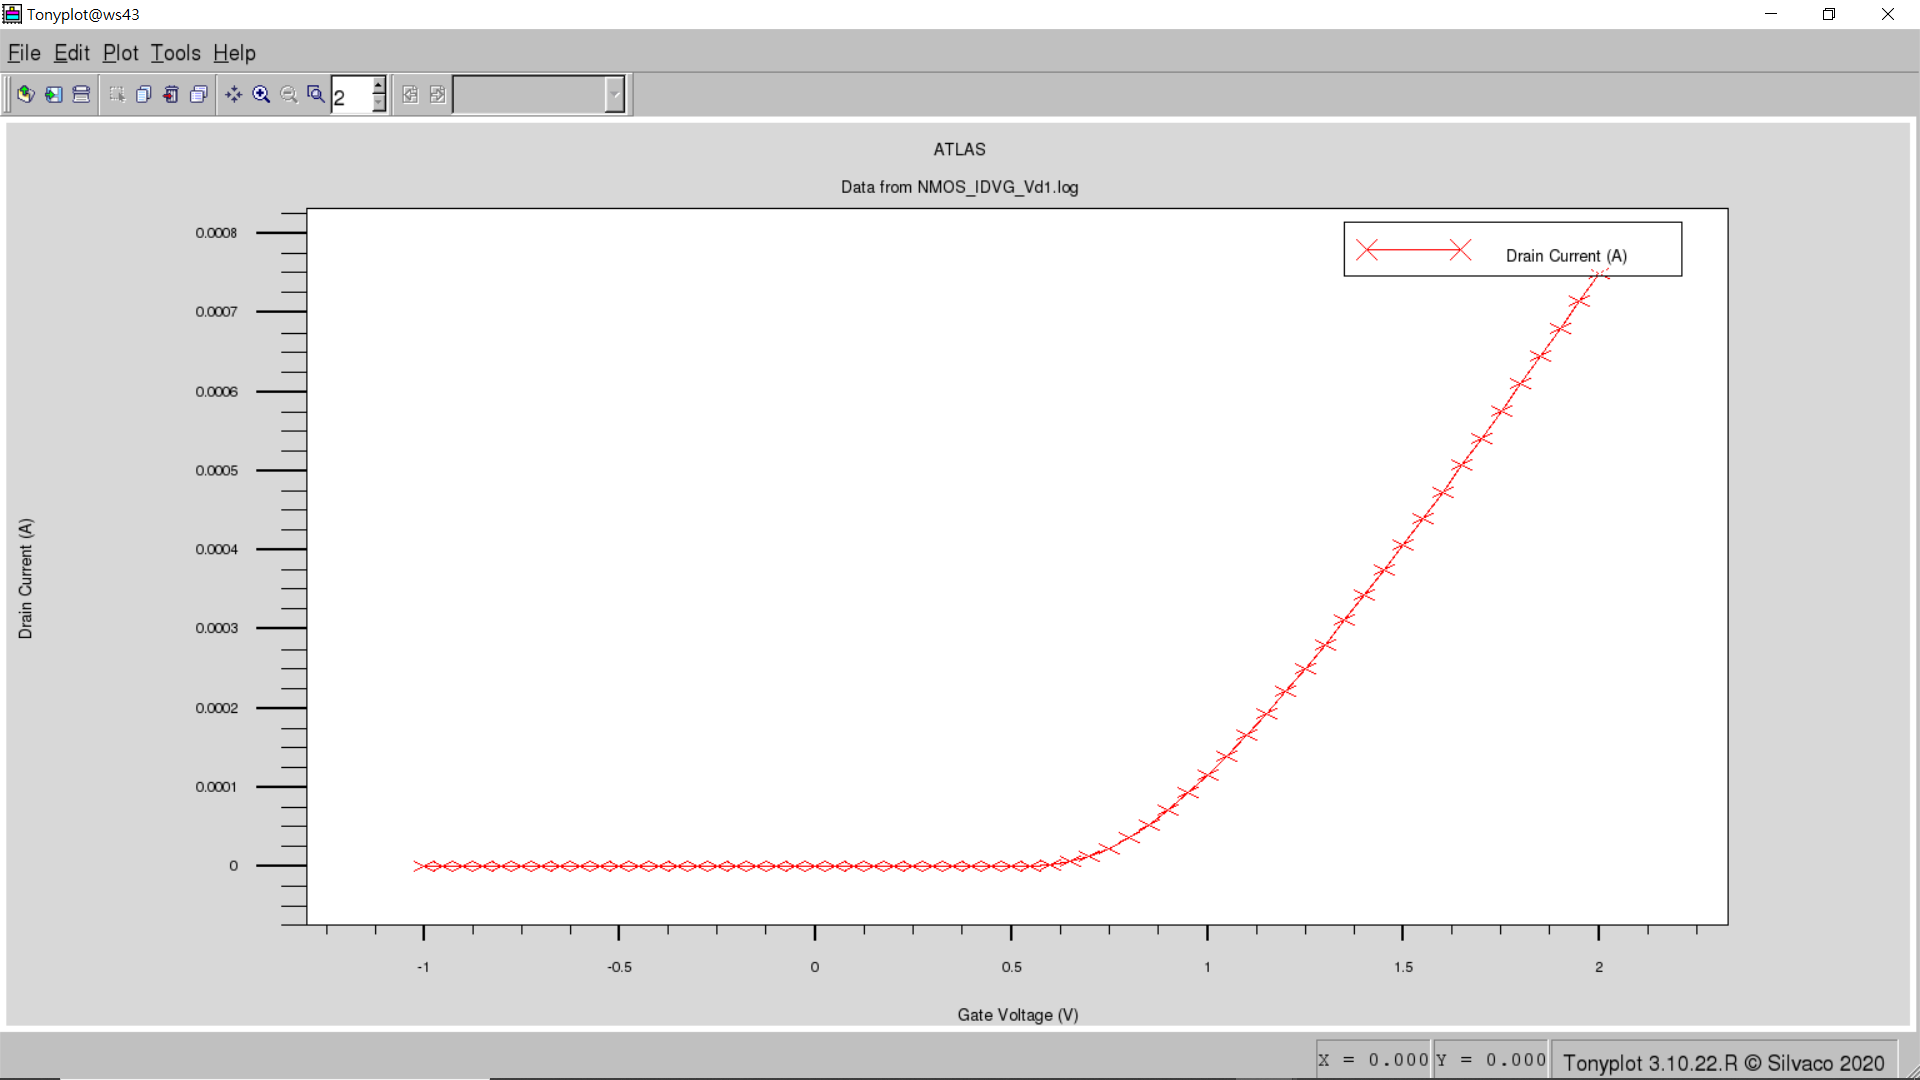 Tonyplot@ws43
File Edit Plot Tools Help
2
ATLAS
Data from NMOS_IDVG_Vd1.log
Drain Current (A)
0.0008
0.0007
0.0006
0.0005
0.0004
0.0003
0.0002
0.0001
0
Drain Current (A)
-1 -0.5 0 0.5 1 1.5 2
Gate Voltage (V)
X = 0.000 Y = 0.000 Tonyplot 3.10.22.R © Silvaco 2020